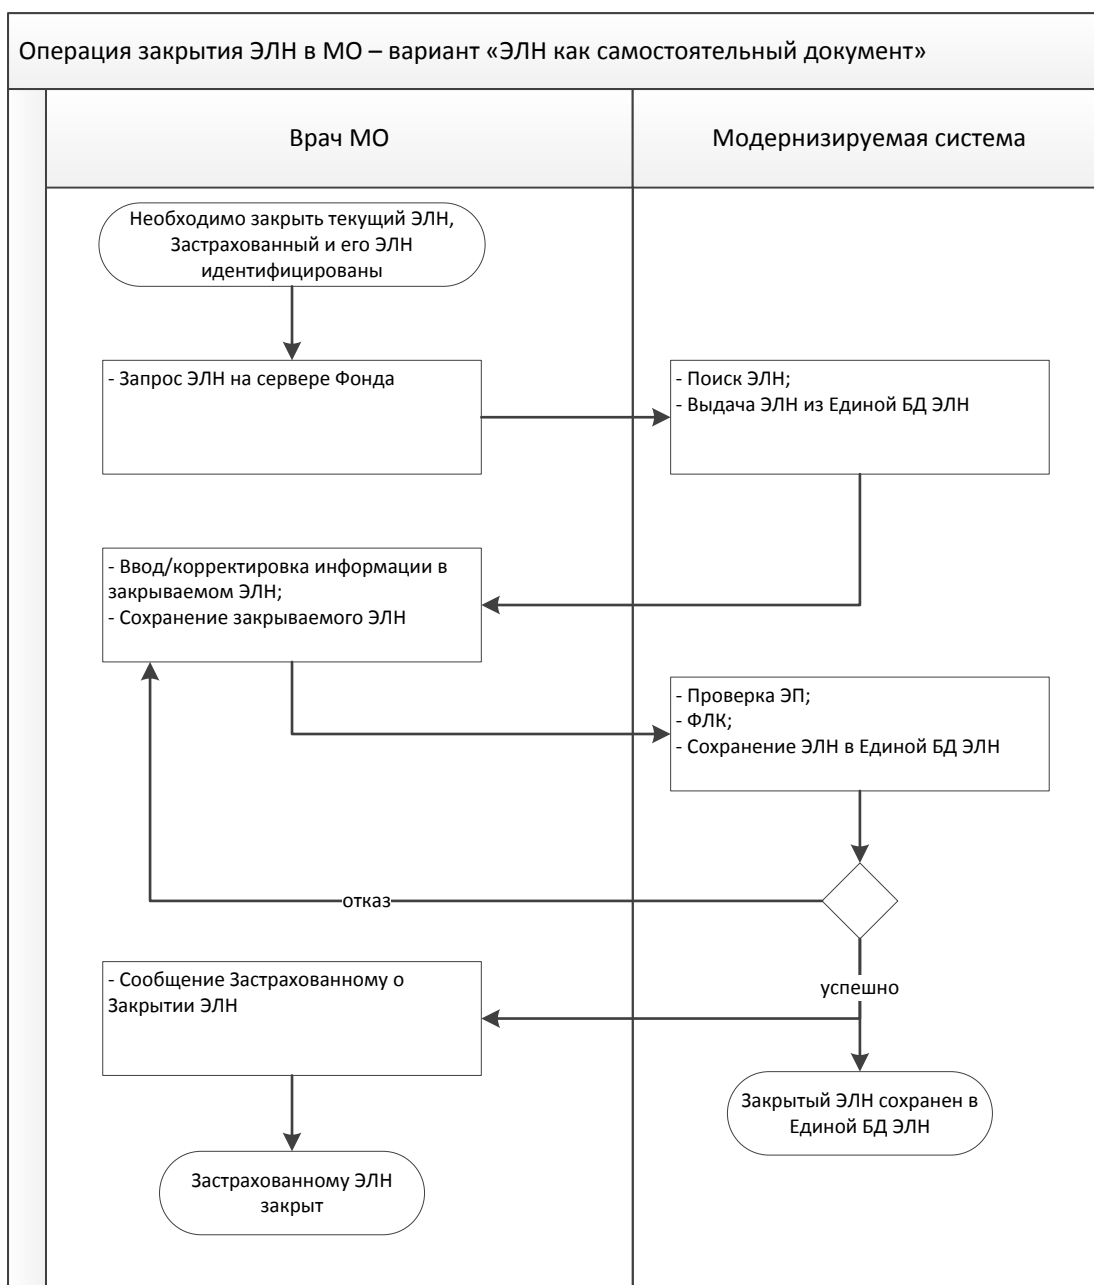 Операция закрытия ЭЛН в МО – вариант «ЭЛН как самостоятельный документ»
Врач МО
Модернизируемая система
Необходимо закрыть текущий ЭЛН,
Застрахованный и его ЭЛН
идентифицированы
- Запрос ЭЛН на сервере Фонда
- Поиск ЭЛН;
- Выдача ЭЛН из Единой БД ЭЛН
- Ввод/корректировка информации в
закрываемом ЭЛН;
- Сохранение закрываемого ЭЛН
- Проверка ЭП;
- ФЛК;
- Сохранение ЭЛН в Единой БД ЭЛН
отказ
успешно
- Сообщение Застрахованному о
Закрытии ЭЛН
Закрытый ЭЛН сохранен в
Единой БД ЭЛН
Застрахованному ЭЛН
закрыт